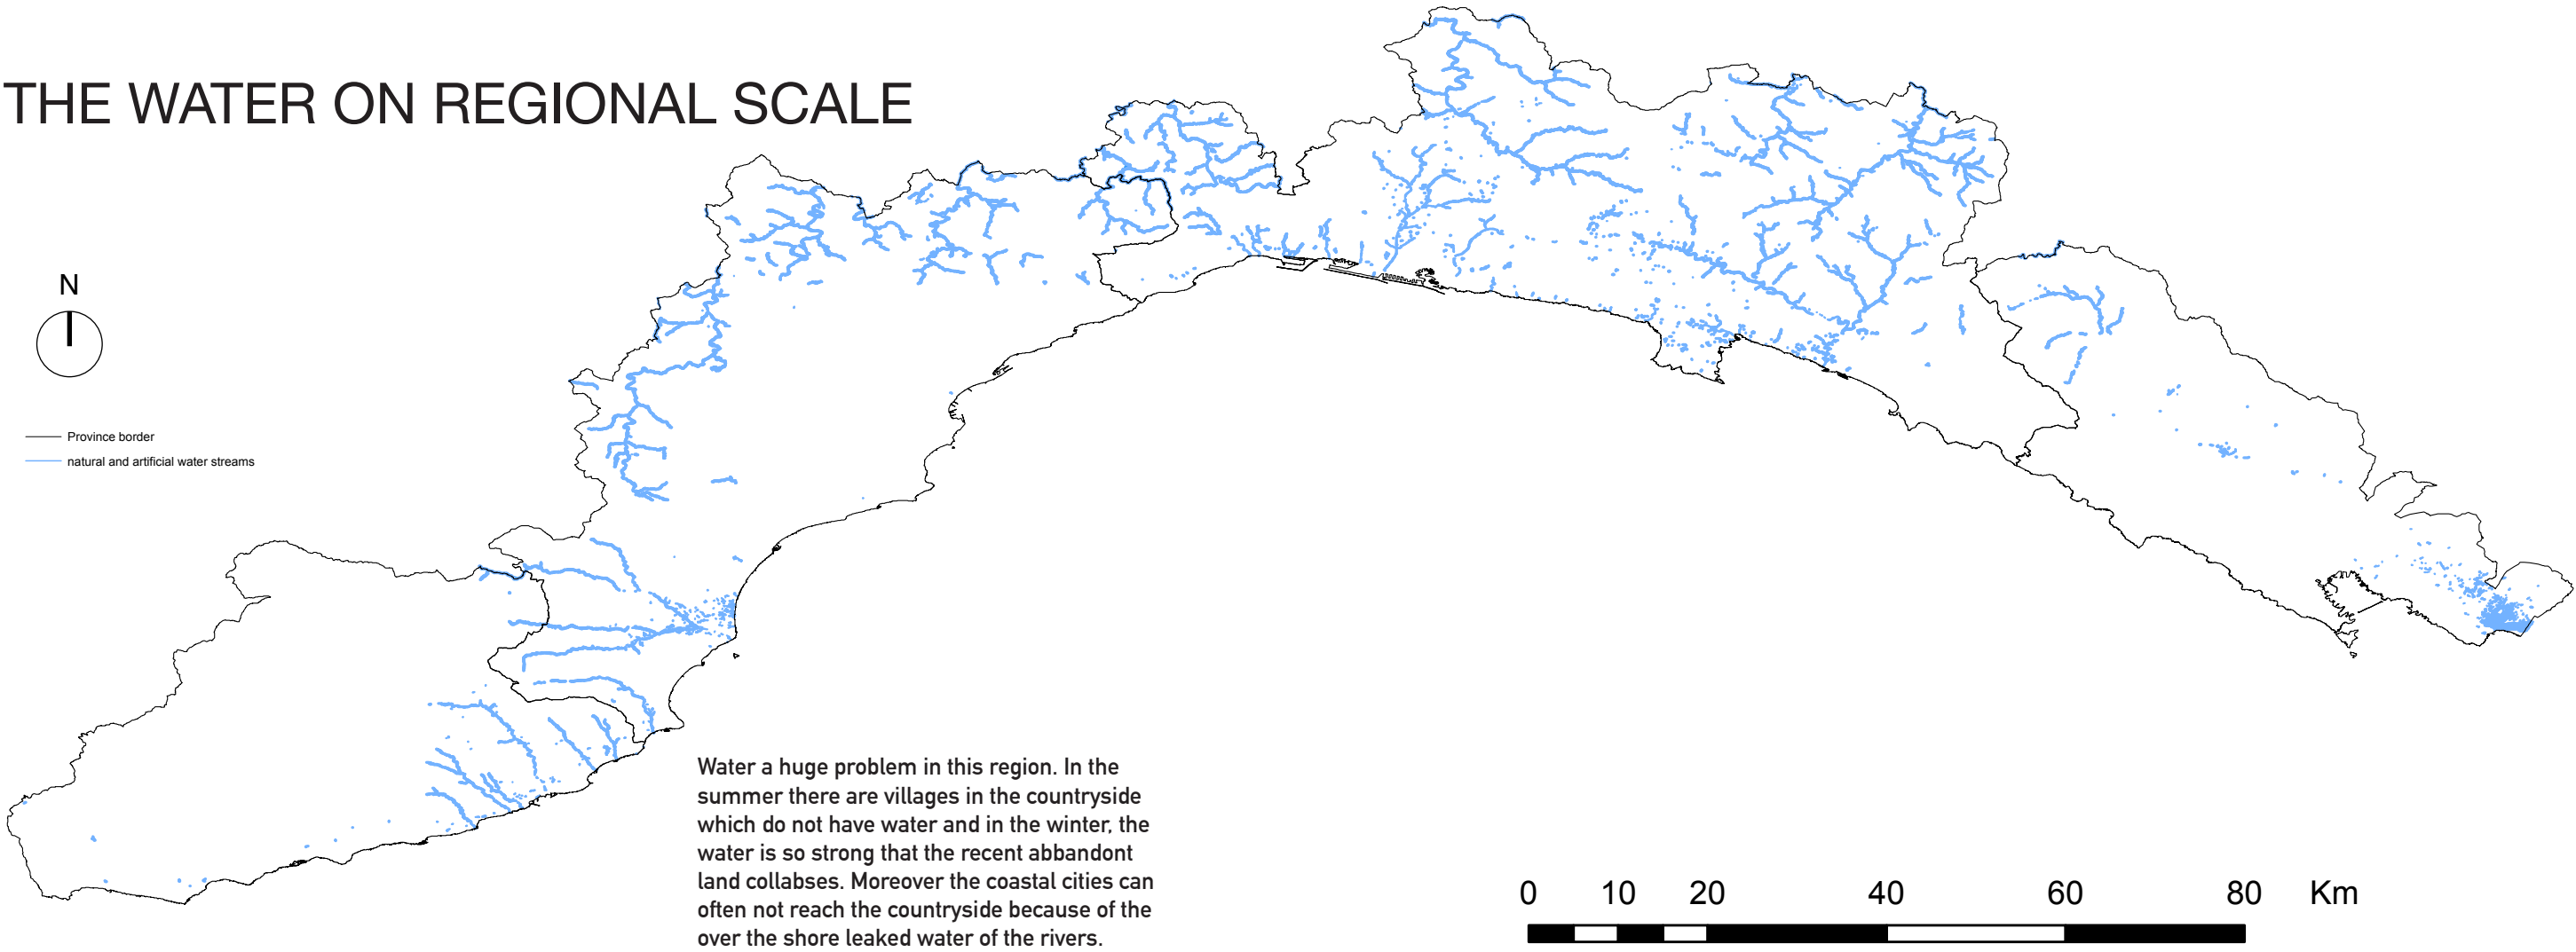 THE WATER ON REGIONAL SCALE
N
Province border
natural and artificial water streams
Water a huge problem in this region. In the
summer there are villages in the countryside
which do not have water and in the winter, the
water is so strong that the recent abbandont
land collabses. Moreover the coastal cities can
often not reach the countryside because of the
over the shore leaked water of the rivers.
0 10 20 40 60 80 Km